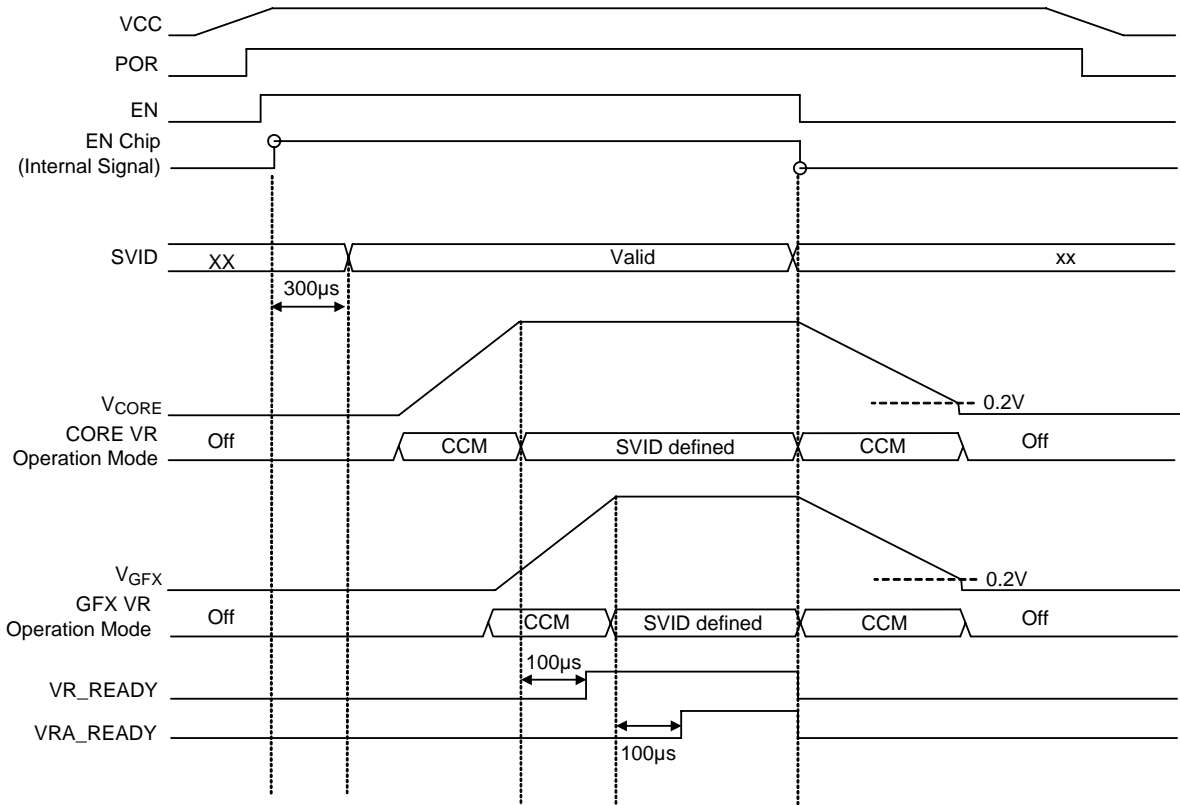 VCC
POR
EN
EN Chip
(Internal Signal)
SVID
XX
Valid
xx
300µs
VCORE
0.2V
CORE VR
Operation Mode
Off
CCM
SVID defined
CCM
Off
VGFX
0.2V
GFX VR
Operation Mode
Off
CCM
SVID defined
CCM
Off
100µs
VR_READY
VRA_READY
100µs